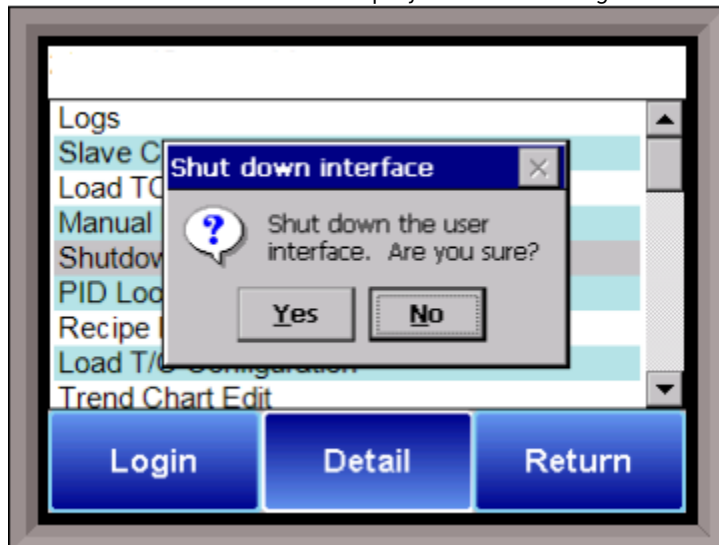 Logs
Slave C
Load TC
Manual
Shutdow
PID Loo
Recipe
Load T/C Configuration
Trend Chart Edit
Shut down interface
Shut down the user
interface. Are you sure?
Yes No
Login Detail Return